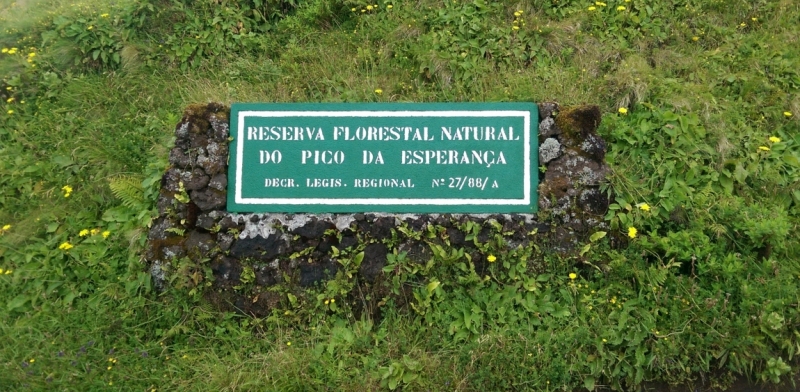 RESERVA FLORESTAL NATURAL
DO PICO DA ESPERANÇA
DECR. LEGIS. REGIONAL Nº 27/88/A